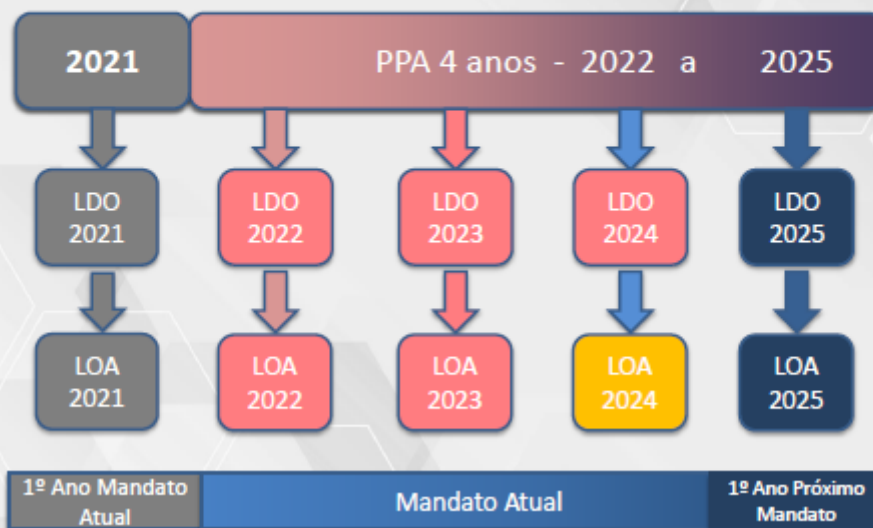 2021
PPA 4 anos - 2022 a 2025
LDO
2021
LDO
2022
LDO
2023
LDO
2024
LDO
2025
LOA
2021
LOA
2022
LOA
2023
LOA
2024
LOA
2025
1º Ano Mandato
Atual
Mandato Atual
1º Ano Próximo
Mandato